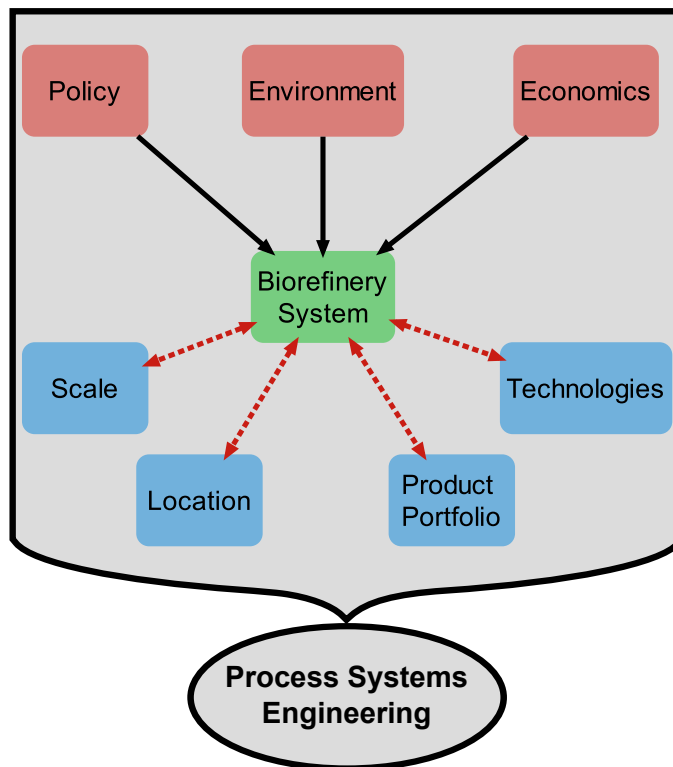 Policy
Environment
Economics
Biorefinery
System
Scale
Technologies
Location
Product
Portfolio
Process Systems
Engineering